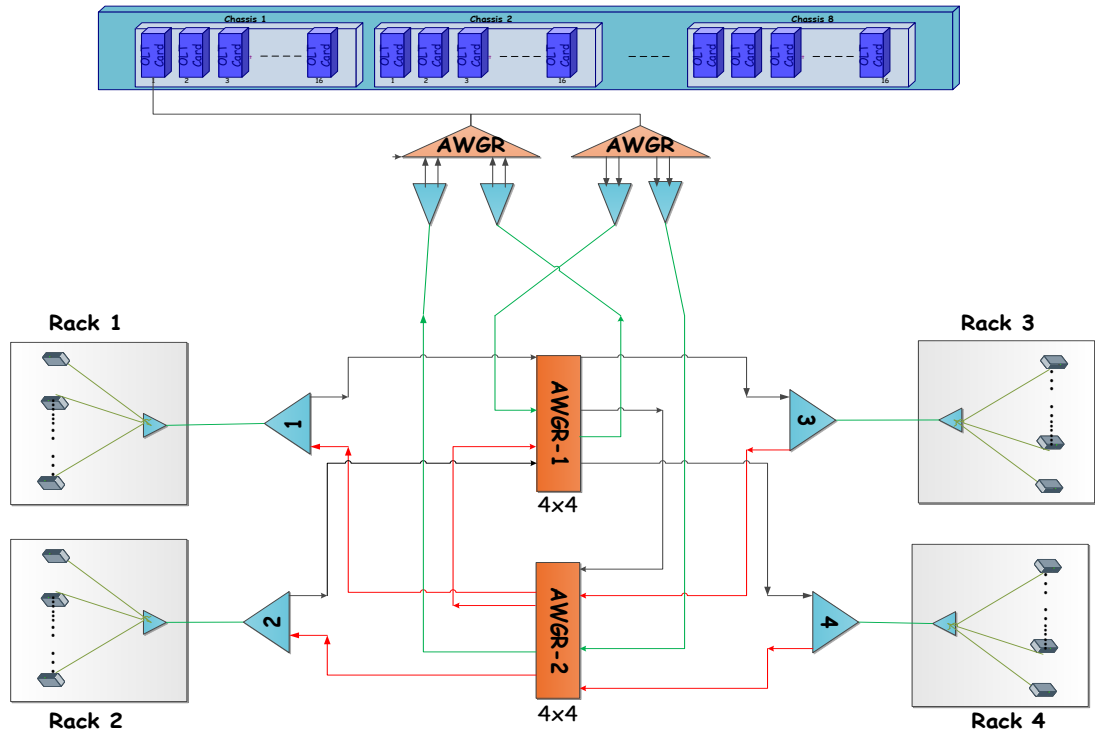 Chassis 1
Chassis 2
Chassis 8
OLT Card
OLT Card
OLT Card
OLT Card
OLT Card
OLT Card
OLT Card
OLT Card
OLT Card
OLT Card
OLT Card
OLT Card
1
2
3
16
1
2
3
16
16
AWGR
AWGR
Rack 1
Rack 3
AWGR-1
1
3
4x4
AWGR-2
2
4
4x4
Rack 2
Rack 4